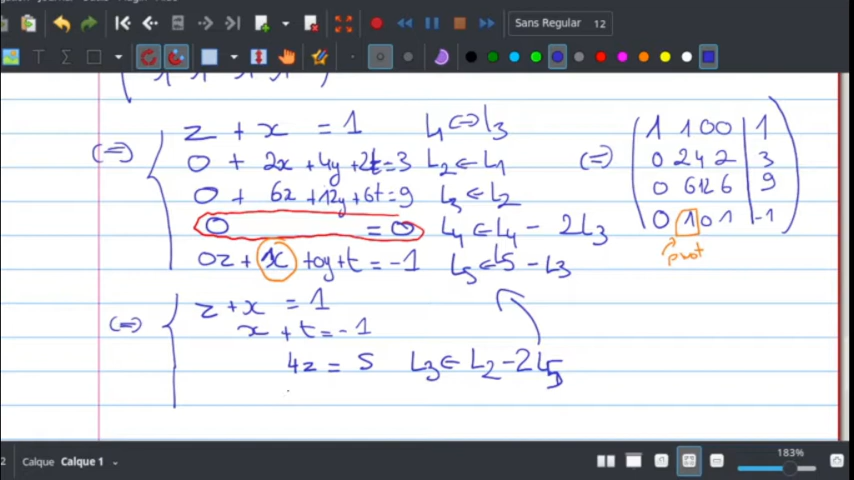 Sans Regular 12
z + x = 1 L1 <=> L3
(=) 0 + 2x + 4y + 2t = 3 L2 ← L1 (=)
0 + 6x + 12y + 6t = 9 L3 ← L2
0 = 0 L4 ← L4 - 2L3
0z + x + 0y + t = -1 L5 ← L5 - L3
1 1 0 0 | 1
0 2 4 2 | 3
0 6 12 6 | 9
0 1 0 1 | -1
pivot
z + x = 1
(=) x + t = -1
4z = 5 L3 ← L2 - 2L5
183%
2 Calque Calque 1